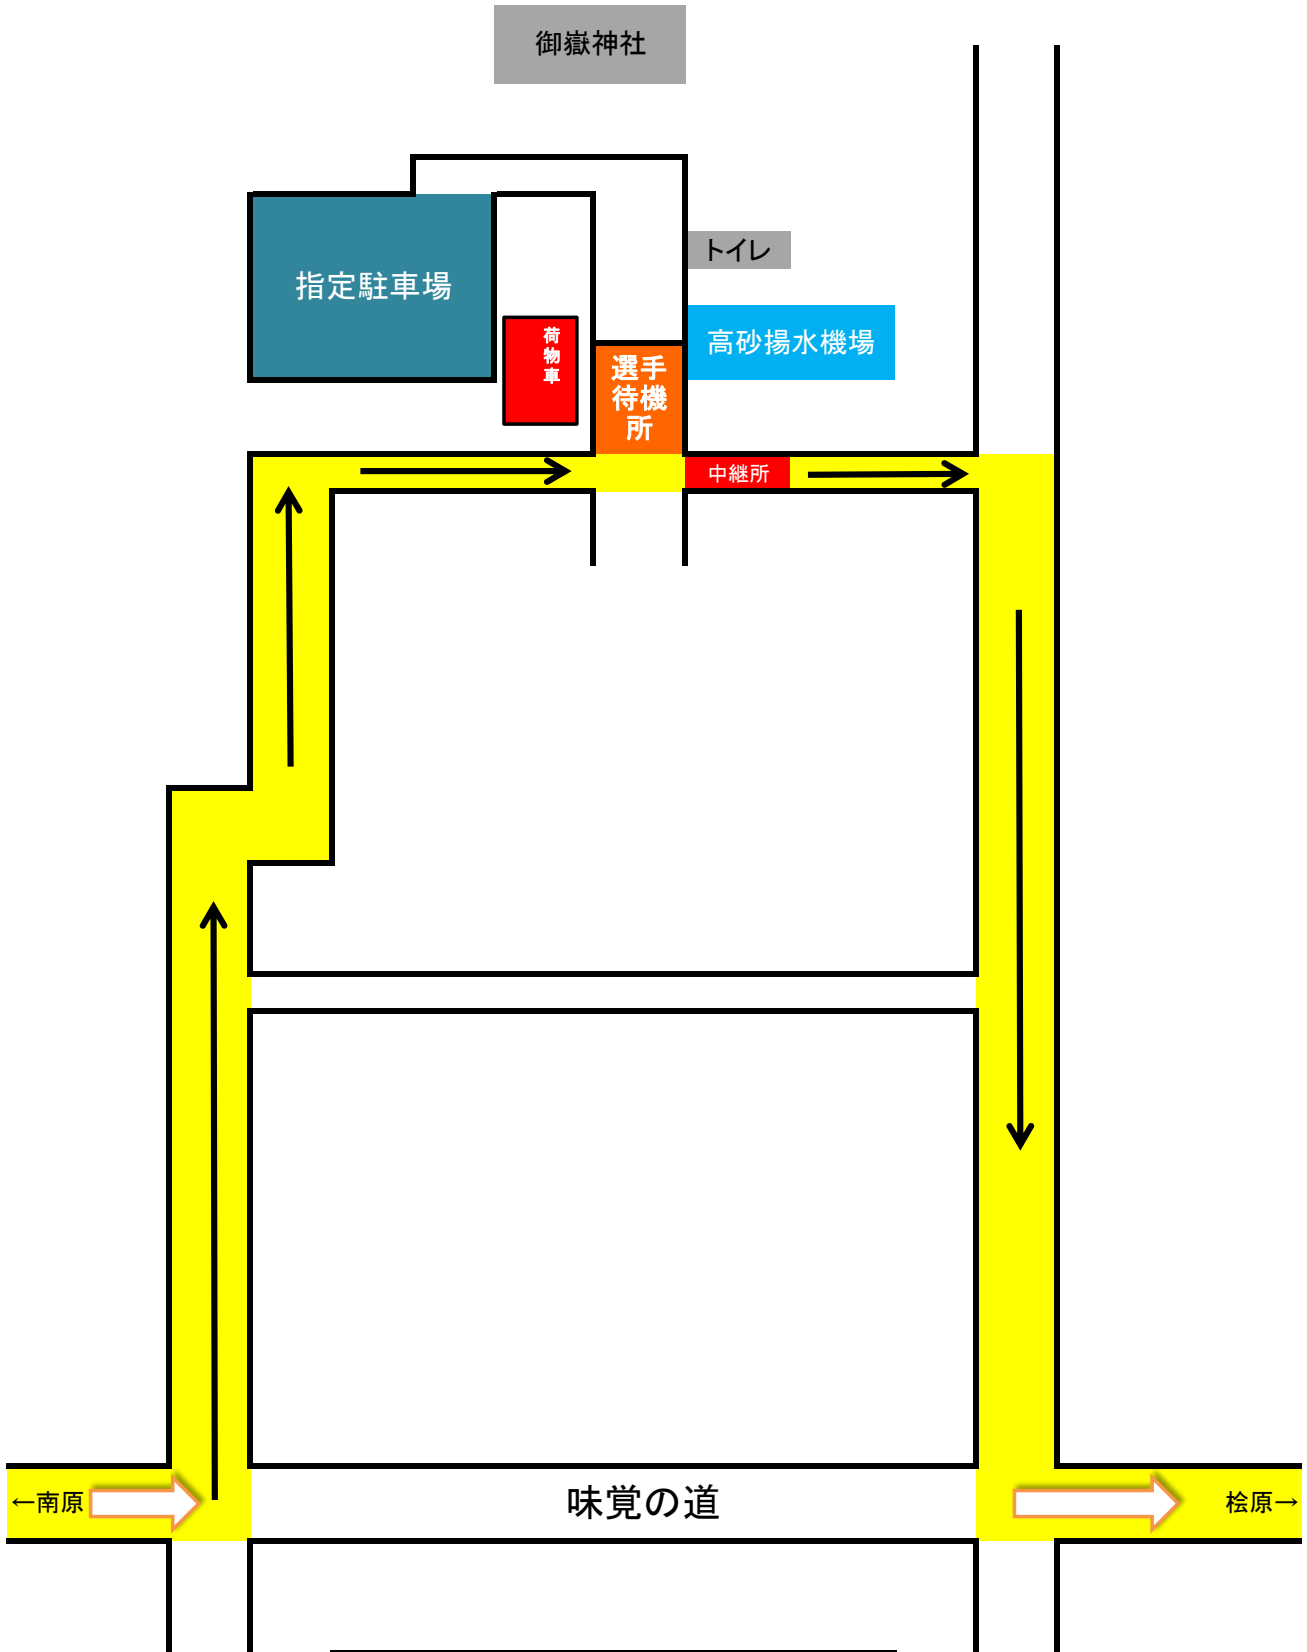 御嶽神社
トイレ
指定駐車場
高砂揚水機場
荷
物
車
選手
待機
所
中継所
←南原
味覚の道
桧原→